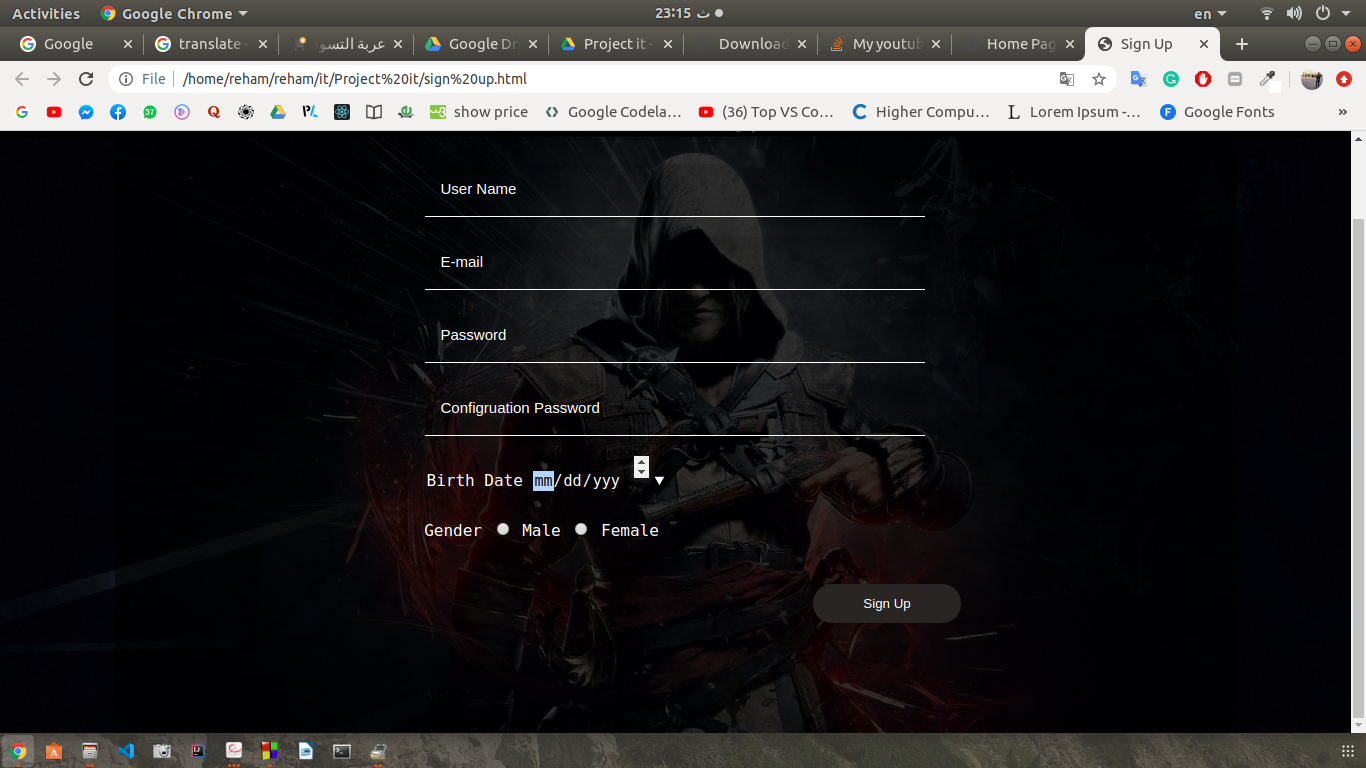 Activities
Google Chrome
23:15 ث
en
Google
translate -
عربة التسو
Google Dr
Project it -
Download
My youtub
Home Pag
Sign Up
File
/home/reham/reham/it/Project%20it/sign%20up.html
37
show price
Google Codela…
(36) Top VS Co…
Higher Compu…
Lorem Ipsum -…
Google Fonts
»
User Name
E-mail
Password
Configruation Password
Birth Date mm/dd/yyy
Gender Male Female
Sign Up